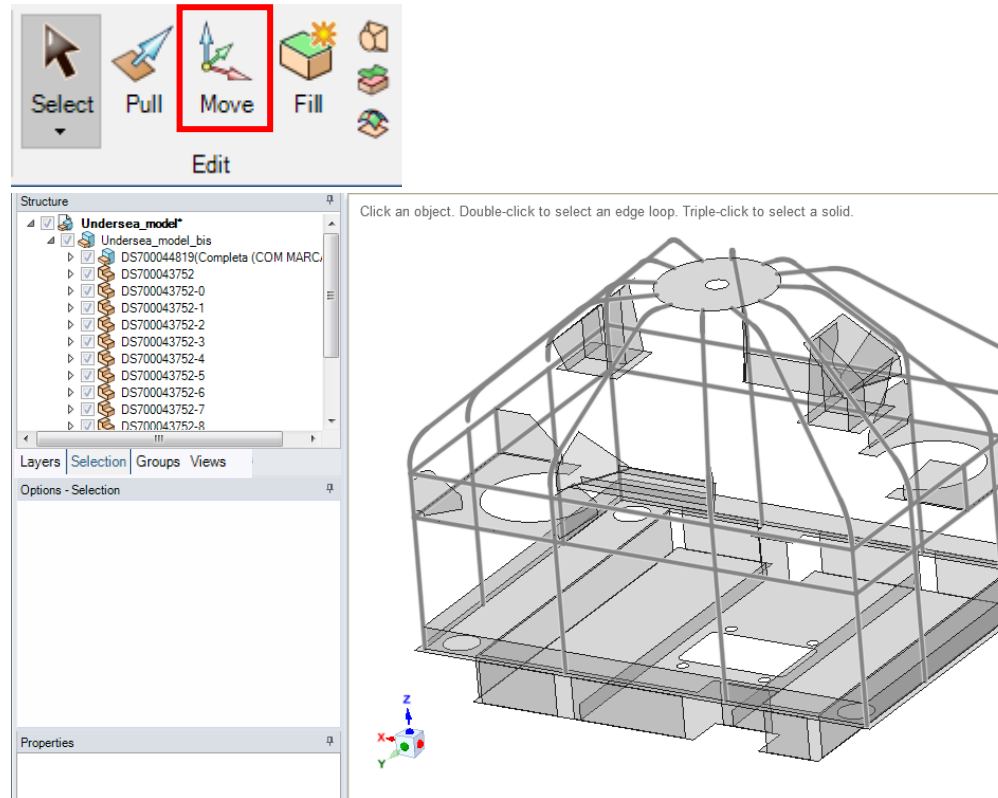 Select Pull Move Fill
Edit
Structure
Click an object. Double-click to select an edge loop. Triple-click to select a solid.
Undersea_model*
Undersea_model_bis
DS700044819(Completa (COM MARCA
DS700043752
DS700043752-0
DS700043752-1
DS700043752-2
DS700043752-3
DS700043752-4
DS700043752-5
DS700043752-6
DS700043752-7
DS700043752-8
Layers Selection Groups Views
Options - Selection
Properties
Z
X
Y